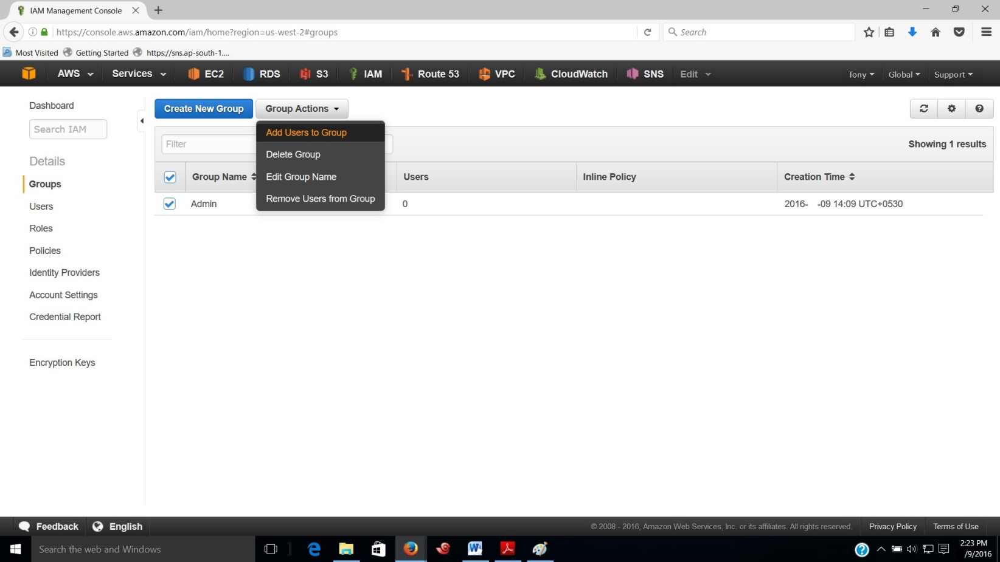 IAM Management Console
https://console.aws.amazon.com/iam/home?region=us-west-2#groups
Search
Most Visited Getting Started https://sns.ap-south-1....
AWS Services EC2 RDS S3 IAM Route 53 VPC CloudWatch SNS Edit Tony Global Support
Dashboard
Search IAM
Details
Groups
Users
Roles
Policies
Identity Providers
Account Settings
Credential Report
Encryption Keys
Create New Group Group Actions
Add Users to Group
Delete Group
Edit Group Name
Remove Users from Group
Filter
Showing 1 results
Group Name Users Inline Policy Creation Time
Admin 0 2016- -09 14:09 UTC+0530
Feedback English © 2008 - 2016, Amazon Web Services, Inc. or its affiliates. All rights reserved. Privacy Policy Terms of Use
Search the web and Windows
2:23 PM
/9/2016